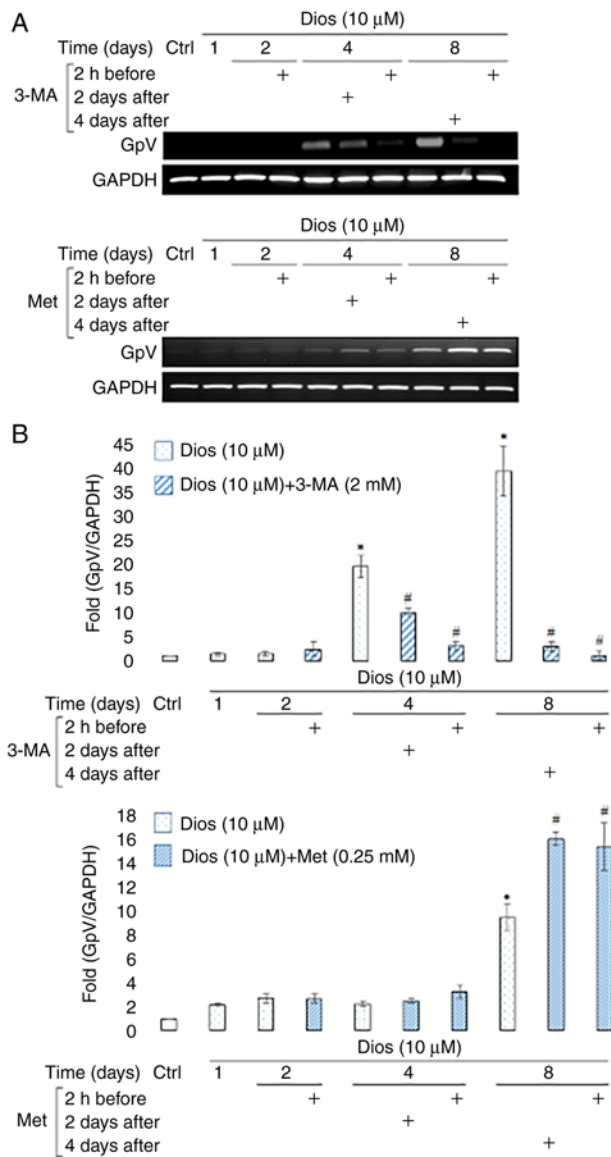 A
Dios (10 μM)
Time (days) Ctrl 1 2 4 8
2 h before + + +
3-MA 2 days after +
4 days after +
GpV
GAPDH
Dios (10 μM)
Time (days) Ctrl 1 2 4 8
2 h before + + +
Met 2 days after +
4 days after +
GpV
GAPDH
B
Fold (GpV/GAPDH)
45
40
35
30
25
20
15
10
5
0
Dios (10 μM)
Dios (10 μM)+3-MA (2 mM)
* # # * # #
Dios (10 μM)
Time (days) Ctrl 1 2 4 8
2 h before + + +
3-MA 2 days after +
4 days after +
Fold (GpV/GAPDH)
18
16
14
12
10
8
6
4
2
0
Dios (10 μM)
Dios (10 μM)+Met (0.25 mM)
* # #
Dios (10 μM)
Time (days) Ctrl 1 2 4 8
2 h before + + +
Met 2 days after +
4 days after +